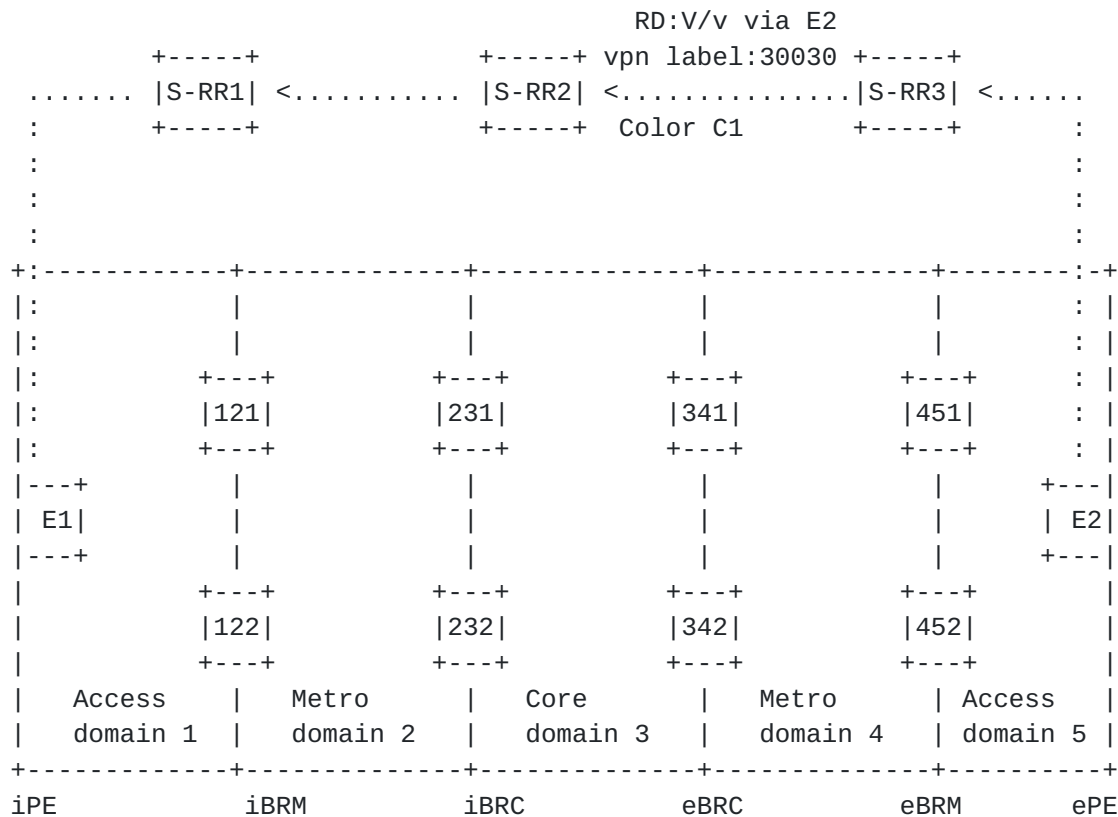 RD:V/v via E2
+-----+ +-----+ vpn label:30030 +-----+
....... |S-RR1| <........... |S-RR2| <...............|S-RR3| <......
: +-----+ +-----+ Color C1 +-----+ :
: :
: :
: :
+:------------+--------------+--------------+--------------+--------:-+
|: | | | | : |
|: | | | | : |
|: +---+ +---+ +---+ +---+ : |
|: |121| |231| |341| |451| : |
|: +---+ +---+ +---+ +---+ : |
|---+ | | | | +---|
| E1| | | | | | E2|
|---+ | | | | +---|
| +---+ +---+ +---+ +---+ |
| |122| |232| |342| |452| |
| +---+ +---+ +---+ +---+ |
| Access | Metro | Core | Metro | Access |
| domain 1 | domain 2 | domain 3 | domain 4 | domain 5 |
+-------------+--------------+--------------+--------------+----------+
iPE iBRM iBRC eBRC eBRM ePE